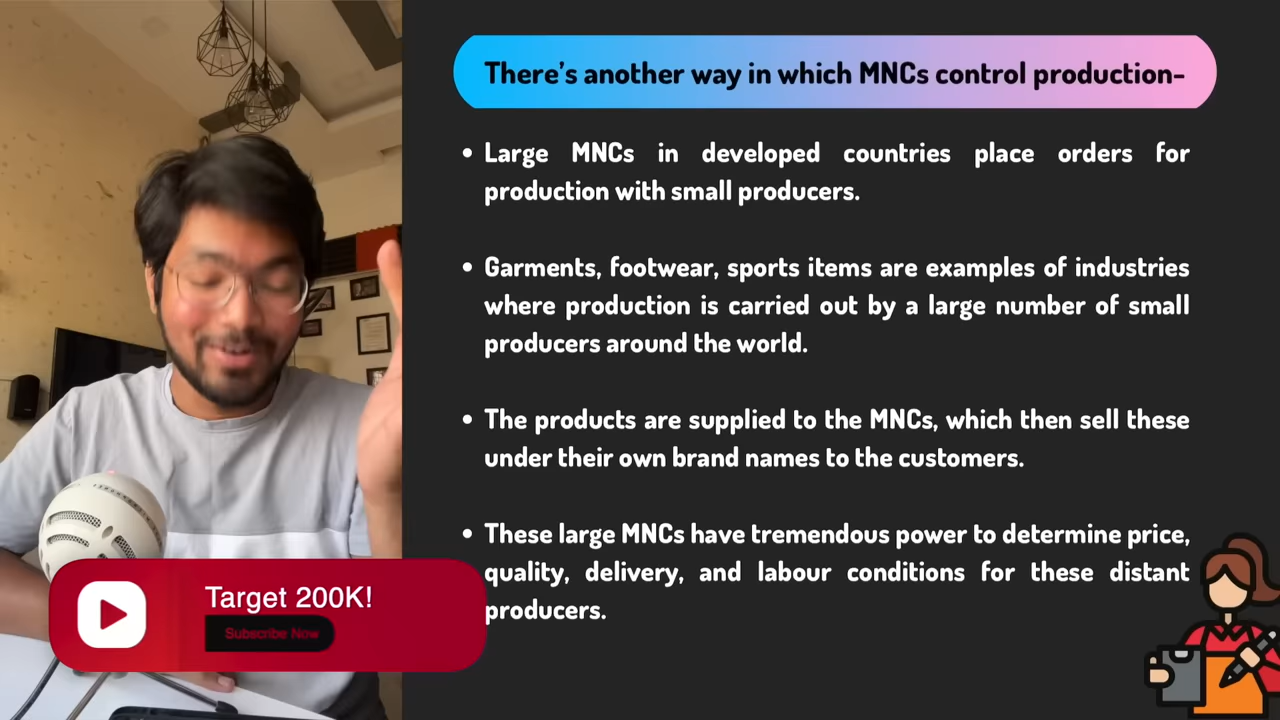 There's another way in which MNCs control production-
• Large MNCs in developed countries place orders for
production with small producers.
• Garments, footwear, sports items are examples of industries
where production is carried out by a large number of small
producers around the world.
• The products are supplied to the MNCs, which then sell these
under their own brand names to the customers.
• These large MNCs have tremendous power to determine price,
quality, delivery, and labour conditions for these distant
producers.
Target 200K!
Subscribe Now